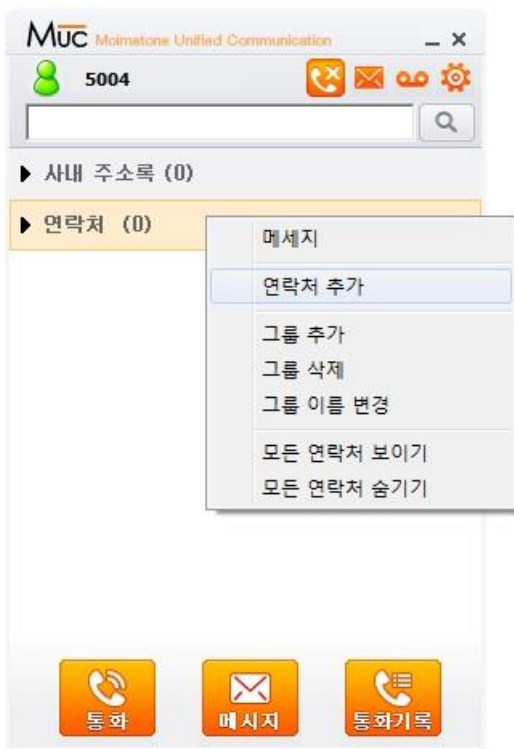 MUC Moimstone Unified Communication
5004
사내 주소록 (0)
연락처 (0)
메세지
연락처 추가
그룹 추가
그룹 삭제
그룹 이름 변경
모든 연락처 보이기
모든 연락처 숨기기
통화
메시지
통화기록